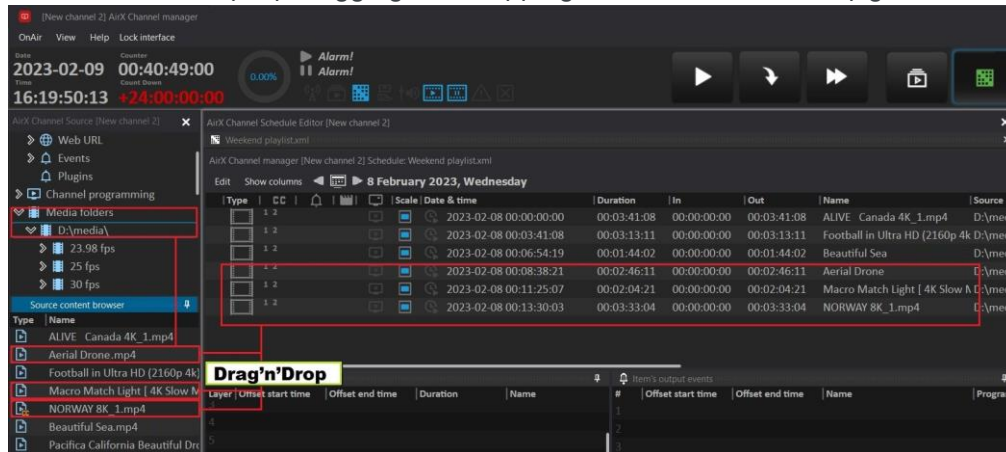 [New channel 2] AirX Channel manager
OnAir View Help Lock interface
Date Counter
2023-02-09 00:40:49:00
Time Count Down
16:19:50:13 +24:00:00:00
0.00%
Alarm!
Alarm!
AirX Channel Source [New channel 2]
Web URL
Events
Plugins
Channel programming
Media folders
D:\media\
23.98 fps
25 fps
30 fps
Source content browser
Type Name
ALIVE Canada 4K_1.mp4
Aerial Drone.mp4
Football in Ultra HD (2160p 4k)
Macro Match Light [ 4K Slow M
NORWAY 8K_1.mp4
Beautiful Sea.mp4
Pacifica California Beautiful Dro
AirX Channel Schedule Editor [New channel 2]
Weekend playlist.xml
AirX Channel manager [New channel 2] Schedule: Weekend playlist.xml
Edit Show columns 8 February 2023, Wednesday
Type CC Scale Date & time Duration In Out Name Source
1 2 2023-02-08 00:00:00:00 00:03:41:08 00:00:00:00 00:03:41:08 ALIVE Canada 4K_1.mp4 D:\me
1 2 2023-02-08 00:03:41:08 00:03:13:11 00:00:00:00 00:03:13:11 Football in Ultra HD (2160p 4k D:\me
1 2 2023-02-08 00:06:54:19 00:01:44:02 00:00:00:00 00:01:44:02 Beautiful Sea D:\me
1 2 2023-02-08 00:08:38:21 00:02:46:11 00:00:00:00 00:02:46:11 Aerial Drone D:\me
1 2 2023-02-08 00:11:25:07 00:02:04:21 00:00:00:00 00:02:04:21 Macro Match Light [ 4K Slow M D:\me
1 2 2023-02-08 00:13:30:03 00:03:33:04 00:00:00:00 00:03:33:04 NORWAY 8K_1.mp4 D:\me
Drag'n'Drop
Layer Offset start time Offset end time Duration Name
3
4
5
Item's output events
# Offset start time Offset end time Name Progra
1
2
3